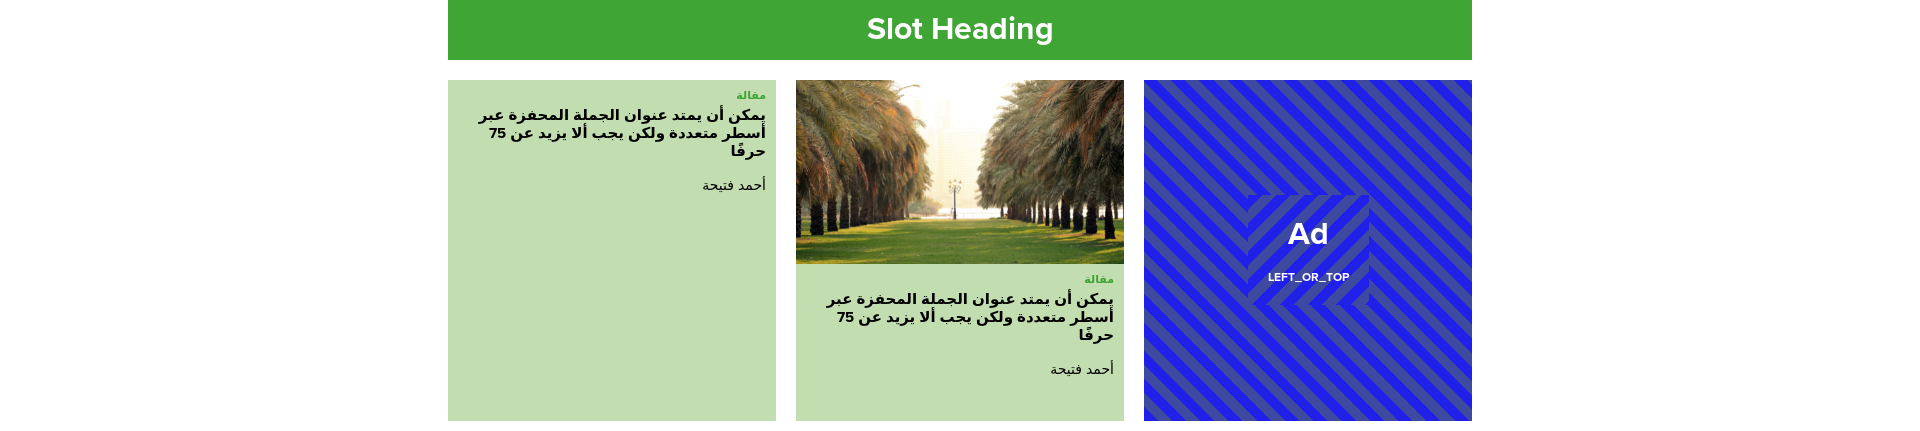 Slot Heading
Ad
LEFT_OR_TOP
مقالة
يمكن أن يمتد عنوان الجملة المحفزة عبر
أسطر متعددة ولكن يجب ألا يزيد عن 75
حرفًا
أحمد فتيحة
مقالة
يمكن أن يمتد عنوان الجملة المحفزة عبر
أسطر متعددة ولكن يجب ألا يزيد عن 75
حرفًا
أحمد فتيحة